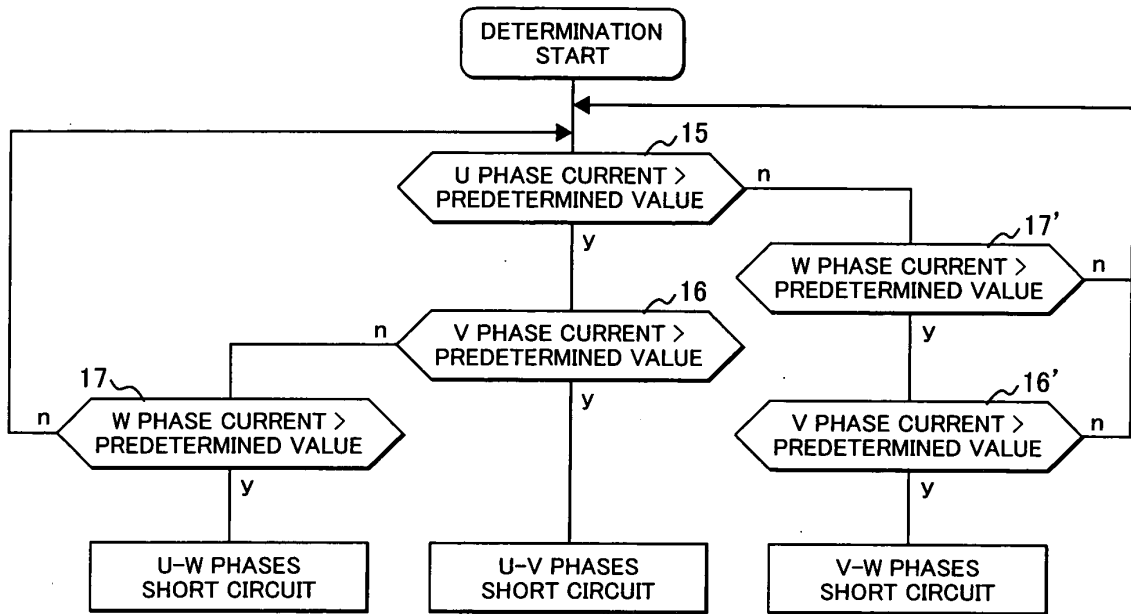 DETERMINATION
START
15
U PHASE CURRENT >
PREDETERMINED VALUE
n
y
17'
W PHASE CURRENT >
PREDETERMINED VALUE
n
y
16
V PHASE CURRENT >
PREDETERMINED VALUE
n
y
17
W PHASE CURRENT >
PREDETERMINED VALUE
n
y
16'
V PHASE CURRENT >
PREDETERMINED VALUE
n
y
U-W PHASES
SHORT CIRCUIT
U-V PHASES
SHORT CIRCUIT
V-W PHASES
SHORT CIRCUIT